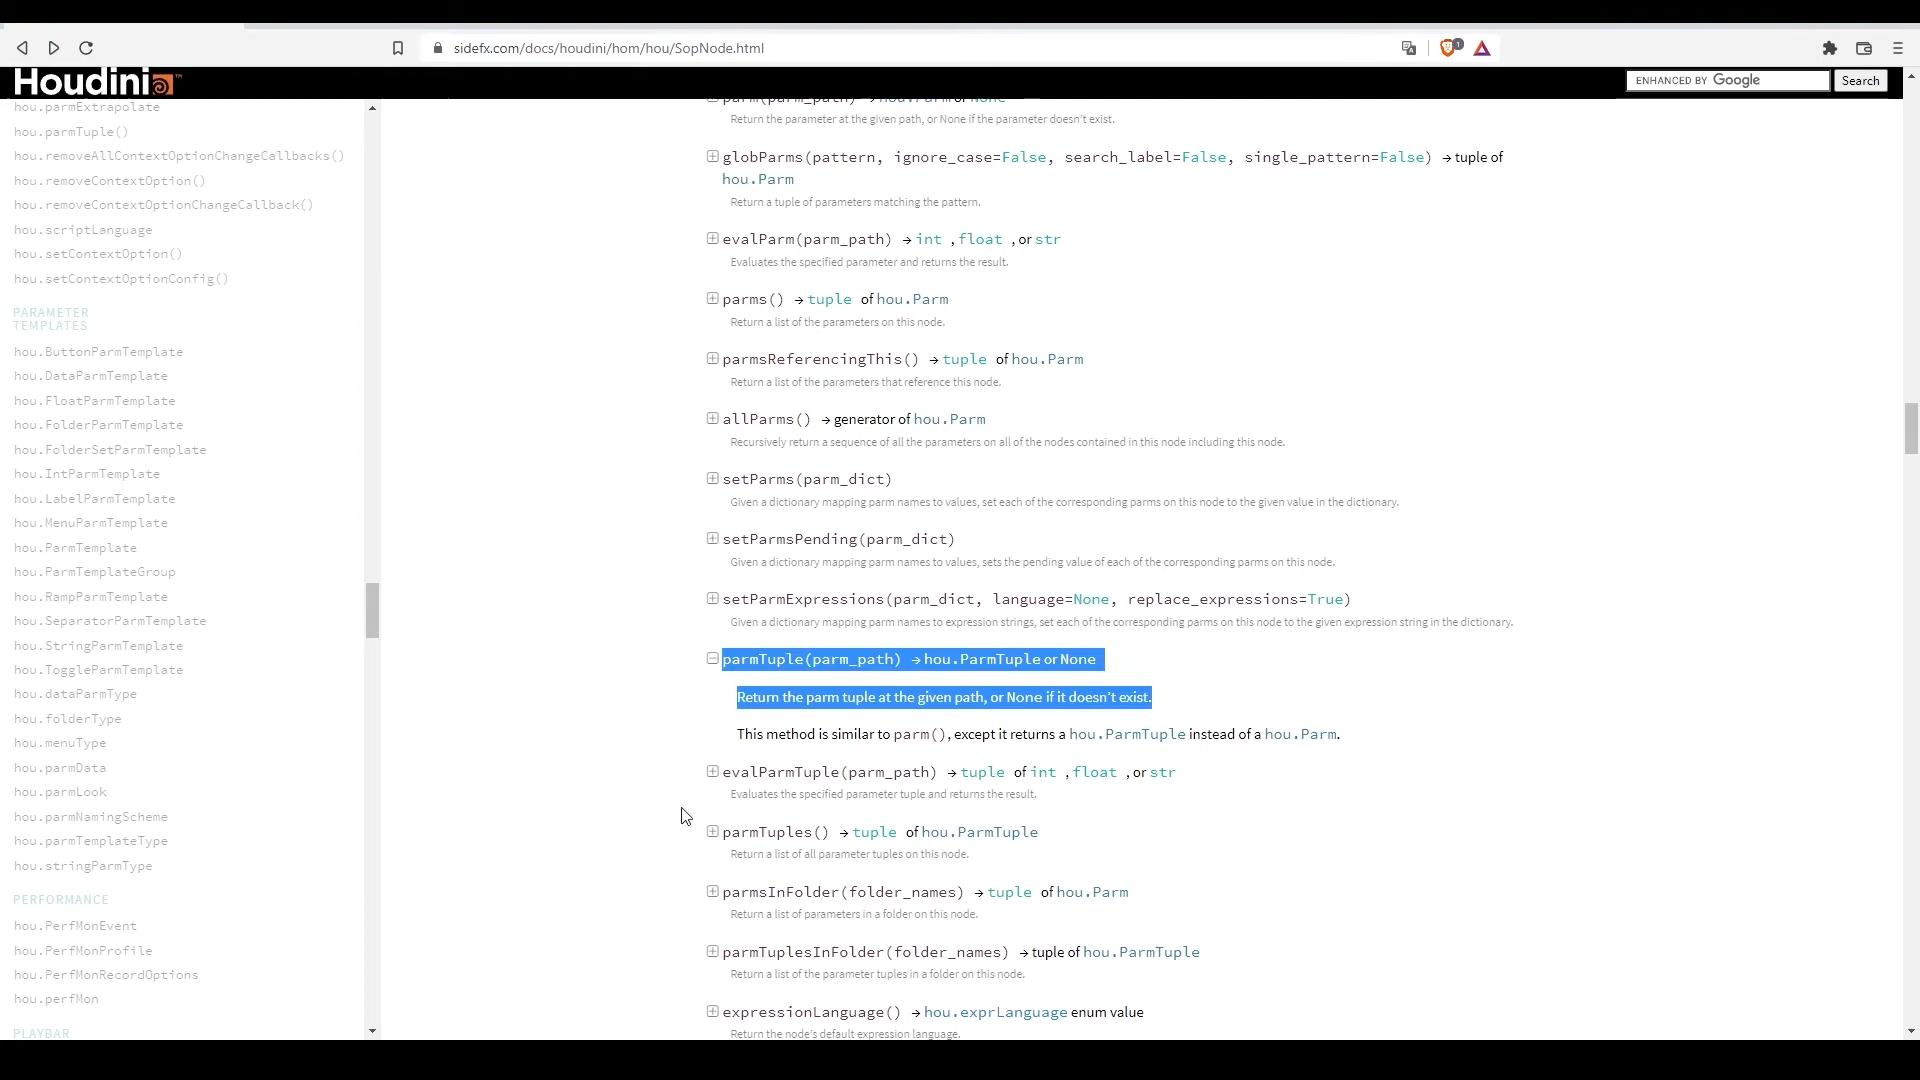 sidefx.com/docs/houdini/hom/hou/SopNode.html
1
Houdini
ENHANCED BY Google
Search
hou.parmExtrapolate
hou.parmTuple()
hou.removeAllContextOptionChangeCallbacks()
hou.removeContextOption()
hou.removeContextOptionChangeCallback()
hou.scriptLanguage
hou.setContextOption()
hou.setContextOptionConfig()
PARAMETER
TEMPLATES
hou.ButtonParmTemplate
hou.DataParmTemplate
hou.FloatParmTemplate
hou.FolderParmTemplate
hou.FolderSetParmTemplate
hou.IntParmTemplate
hou.LabelParmTemplate
hou.MenuParmTemplate
hou.ParmTemplate
hou.ParmTemplateGroup
hou.RampParmTemplate
hou.SeparatorParmTemplate
hou.StringParmTemplate
hou.ToggleParmTemplate
hou.dataParmType
hou.folderType
hou.menuType
hou.parmData
hou.parmLook
hou.parmNamingScheme
hou.parmTemplateType
hou.stringParmType
PERFORMANCE
hou.PerfMonEvent
hou.PerfMonProfile
hou.PerfMonRecordOptions
hou.perfMon
PLAYBAR
parm(parm_path) → hou.Parm or None
Return the parameter at the given path, or None if the parameter doesn't exist.
globParms(pattern, ignore_case=False, search_label=False, single_pattern=False) → tuple of
hou.Parm
Return a tuple of parameters matching the pattern.
evalParm(parm_path) → int , float , or str
Evaluates the specified parameter and returns the result.
parms() → tuple of hou.Parm
Return a list of the parameters on this node.
parmsReferencingThis() → tuple of hou.Parm
Return a list of the parameters that reference this node.
allParms() → generator of hou.Parm
Recursively return a sequence of all the parameters on all of the nodes contained in this node including this node.
setParms(parm_dict)
Given a dictionary mapping parm names to values, set each of the corresponding parms on this node to the given value in the dictionary.
setParmsPending(parm_dict)
Given a dictionary mapping parm names to values, sets the pending value of each of the corresponding parms on this node.
setParmExpressions(parm_dict, language=None, replace_expressions=True)
Given a dictionary mapping parm names to expression strings, set each of the corresponding parms on this node to the given expression string in the dictionary.
parmTuple(parm_path) → hou.ParmTuple or None
Return the parm tuple at the given path, or None if it doesn't exist.
This method is similar to parm(), except it returns a hou.ParmTuple instead of a hou.Parm.
evalParmTuple(parm_path) → tuple of int , float , or str
Evaluates the specified parameter tuple and returns the result.
parmTuples() → tuple of hou.ParmTuple
Return a list of all parameter tuples on this node.
parmsInFolder(folder_names) → tuple of hou.Parm
Return a list of parameters in a folder on this node.
parmTuplesInFolder(folder_names) → tuple of hou.ParmTuple
Return a list of the parameter tuples in a folder on this node.
expressionLanguage() → hou.exprLanguage enum value
Return the node's default expression language.